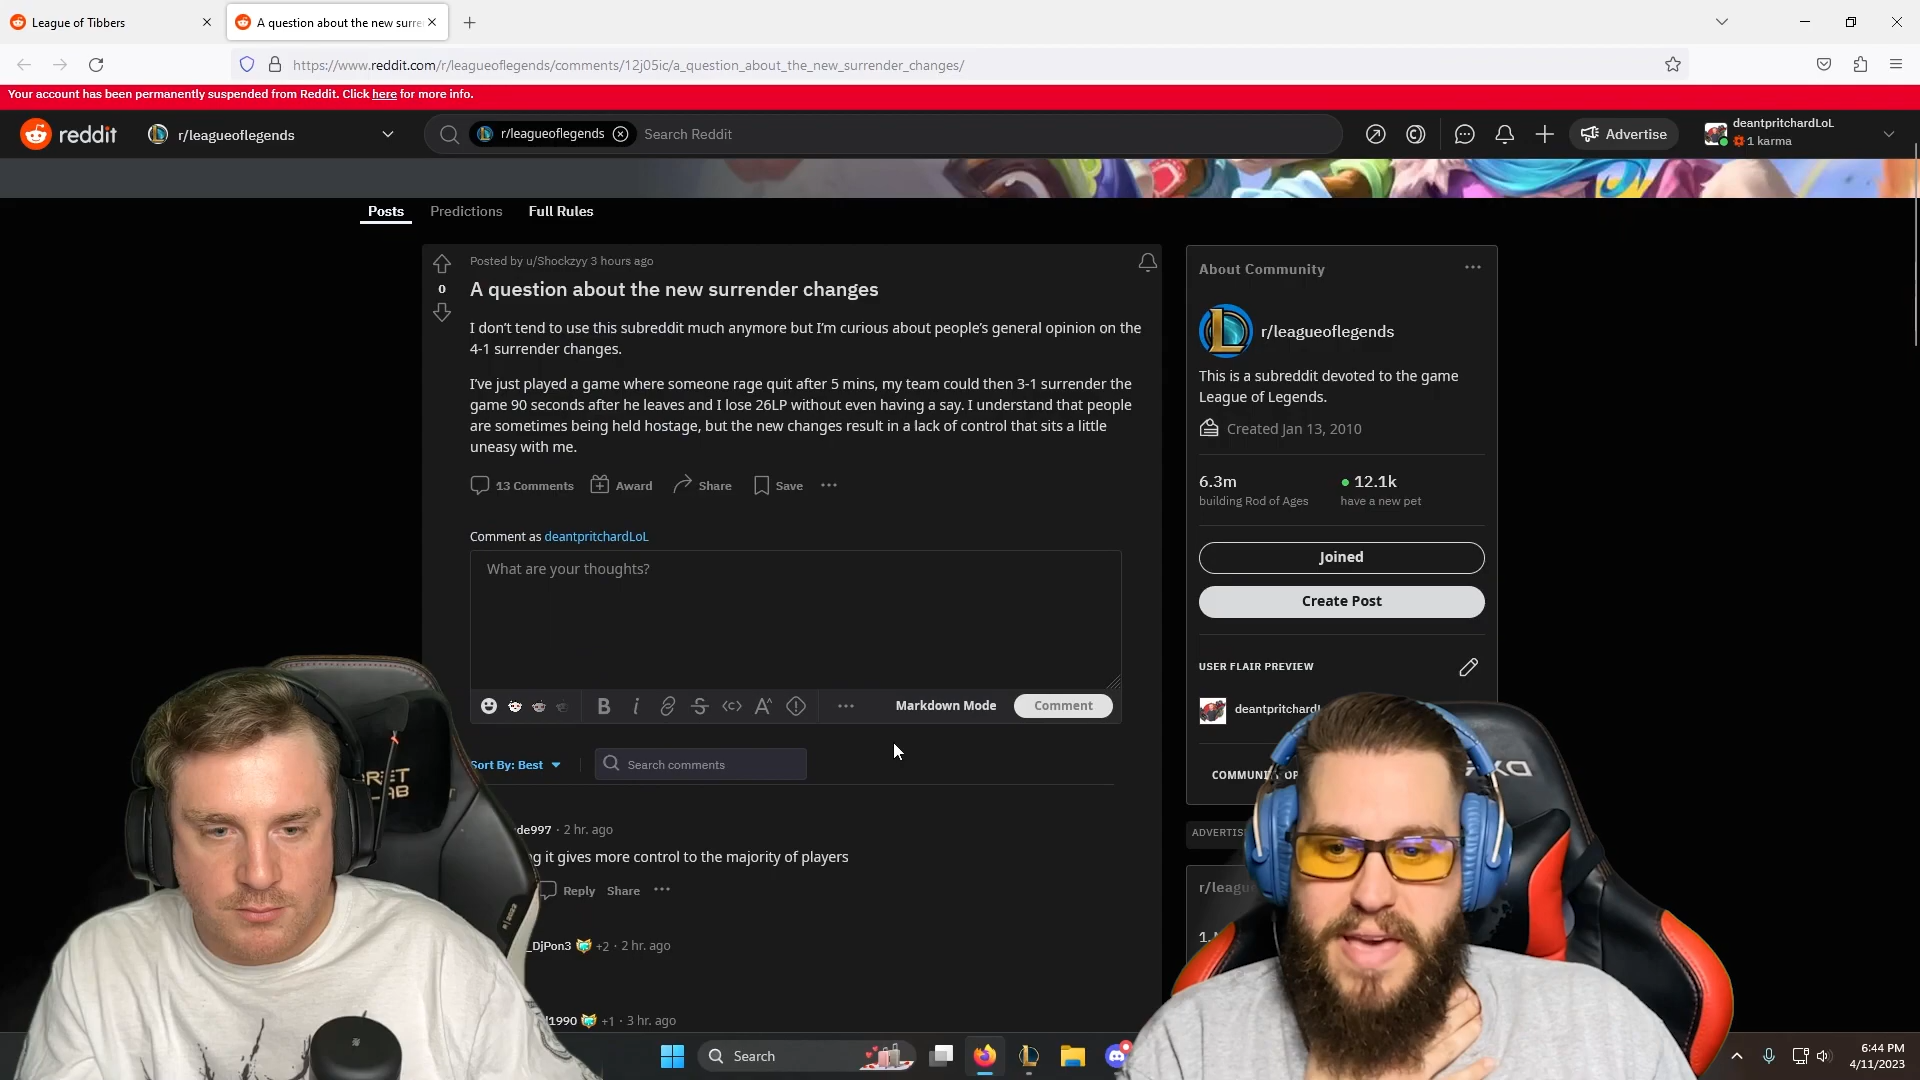 League of Tibbers
A question about the new surre
https://www.reddit.com/r/leagueoflegends/comments/12j05ic/a_question_about_the_new_surrender_changes/
Your account has been permanently suspended from Reddit. Click here for more info.
reddit
r/leagueoflegends
r/leagueoflegends
Search Reddit
Advertise
deantpritchardLoL
1 karma
Posts
Predictions
Full Rules
Posted by u/Shockzyy 3 hours ago
0
A question about the new surrender changes
I don't tend to use this subreddit much anymore but I'm curious about people's general opinion on the
4-1 surrender changes.
I've just played a game where someone rage quit after 5 mins, my team could then 3-1 surrender the
game 90 seconds after he leaves and I lose 26LP without even having a say. I understand that people
are sometimes being held hostage, but the new changes result in a lack of control that sits a little
uneasy with me.
13 Comments
Award
Share
Save
Comment as deantpritchardLoL
What are your thoughts?
Markdown Mode
Comment
Sort By: Best
Search comments
de997 · 2 hr. ago
g it gives more control to the majority of players
Reply
Share
_DjPon3 +2 · 2 hr. ago
1990 +1 · 3 hr. ago
About Community
r/leagueoflegends
This is a subreddit devoted to the game
League of Legends.
Created Jan 13, 2010
6.3m
building Rod of Ages
12.1k
have a new pet
Joined
Create Post
USER FLAIR PREVIEW
deantpritchardL
COMMUNI OP
ADVERTIS
r/leagu
1.
Search
6:44 PM
4/11/2023